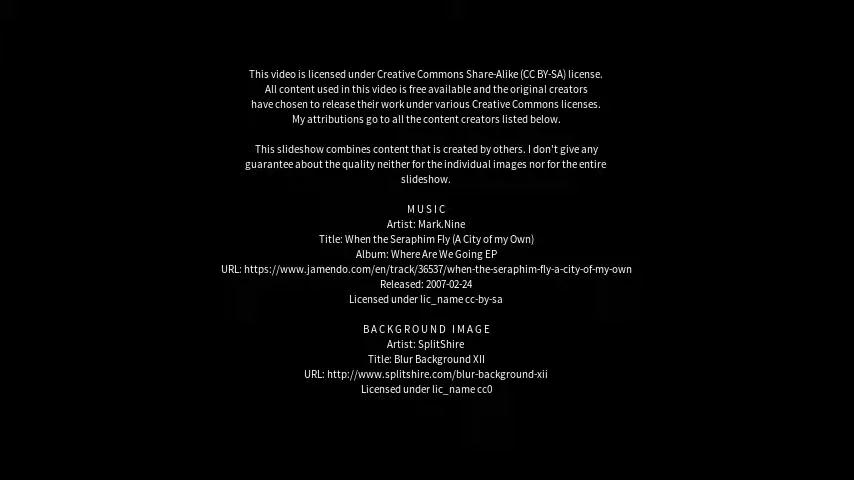 This video is licensed under Creative Commons Share-Alike (CC BY-SA) license.
All content used in this video is free available and the original creators
have chosen to release their work under various Creative Commons licenses.
My attributions go to all the content creators listed below.
This slideshow combines content that is created by others. I don't give any
guarantee about the quality neither for the individual images nor for the entire
slideshow.
MUSIC
Artist: Mark.Nine
Title: When the Seraphim Fly (A City of my Own)
Album: Where Are We Going EP
URL: https://www.jamendo.com/en/track/36537/when-the-seraphim-fly-a-city-of-my-own
Released: 2007-02-24
Licensed under lic_name cc-by-sa
BACKGROUND IMAGE
Artist: SplitShire
Title: Blur Background XII
URL: http://www.splitshire.com/blur-background-xii
Licensed under lic_name cc0